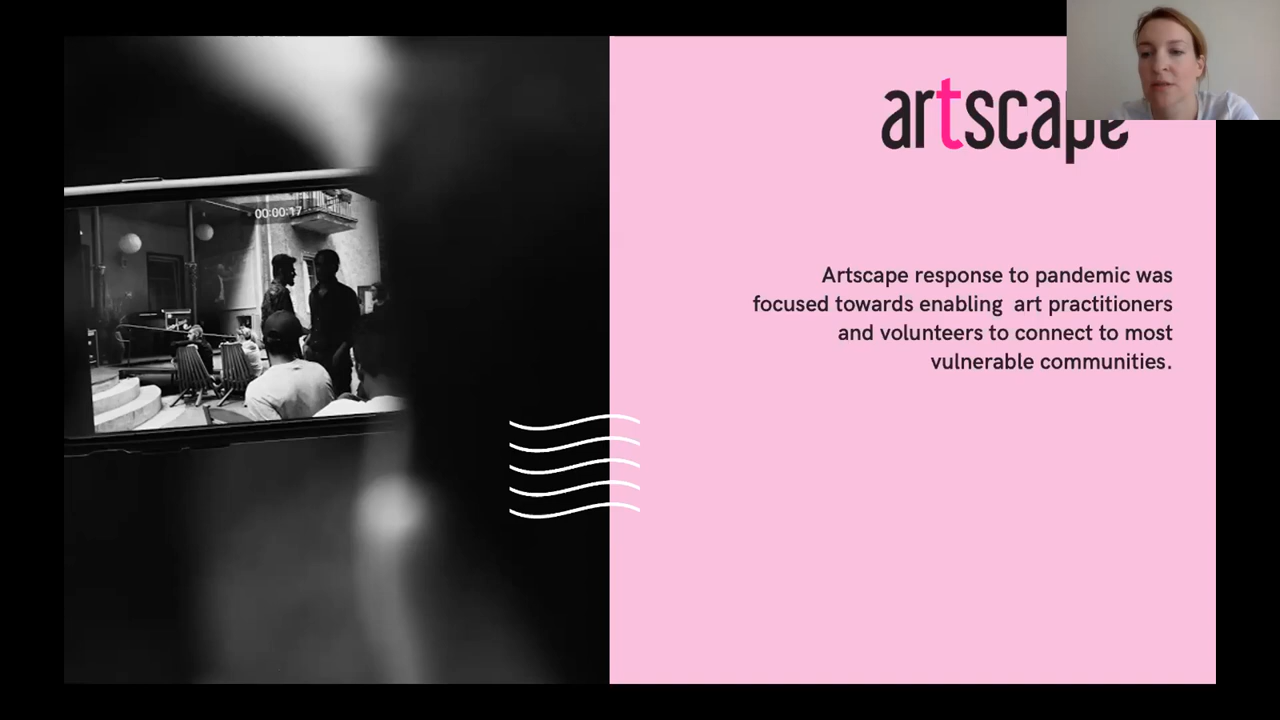 artscape
00:00:17
Artscape response to pandemic was
focused towards enabling  art practitioners
and volunteers to connect to most
vulnerable communities.